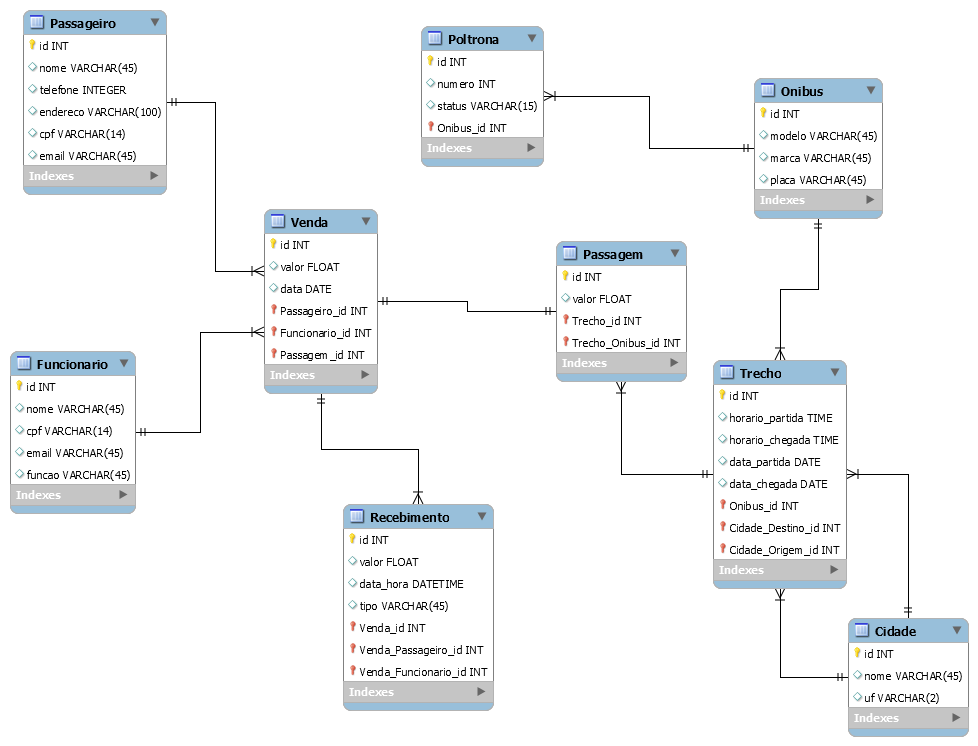 Passageiro
id INT
nome VARCHAR(45)
telefone INTEGER
endereco VARCHAR(100)
cpf VARCHAR(14)
email VARCHAR(45)
Indexes
Poltrona
id INT
numero INT
status VARCHAR(15)
Onibus_id INT
Indexes
Onibus
id INT
modelo VARCHAR(45)
marca VARCHAR(45)
placa VARCHAR(45)
Indexes
Venda
id INT
valor FLOAT
data DATE
Passageiro_id INT
Funcionario_id INT
Passagem_id INT
Indexes
Passagem
id INT
valor FLOAT
Trecho_id INT
Trecho_Onibus_id INT
Indexes
Funcionario
id INT
nome VARCHAR(45)
cpf VARCHAR(14)
email VARCHAR(45)
funcao VARCHAR(45)
Indexes
Trecho
id INT
horario_partida TIME
horario_chegada TIME
data_partida DATE
data_chegada DATE
Onibus_id INT
Cidade_Destino_id INT
Cidade_Origem_id INT
Indexes
Recebimento
id INT
valor FLOAT
data_hora DATETIME
tipo VARCHAR(45)
Venda_id INT
Venda_Passageiro_id INT
Venda_Funcionario_id INT
Indexes
Cidade
id INT
nome VARCHAR(45)
uf VARCHAR(2)
Indexes